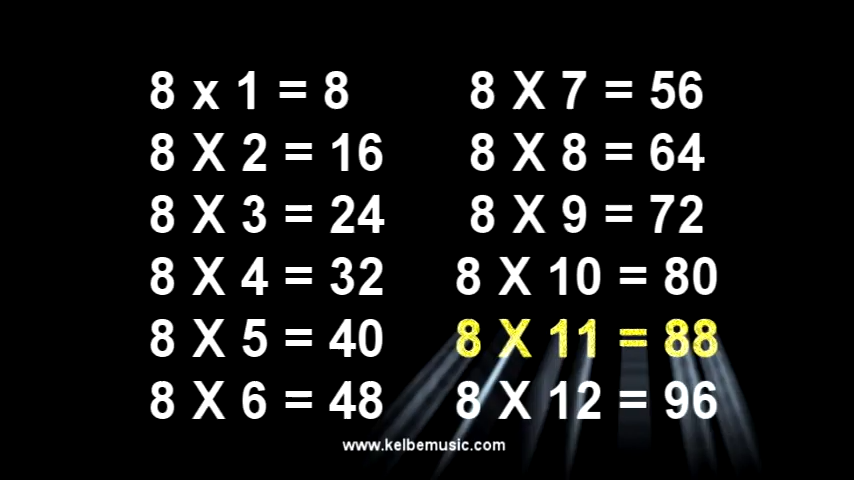 8 x 1 = 8
8 X 2 = 16
8 X 3 = 24
8 X 4 = 32
8 X 5 = 40
8 X 6 = 48
8 X 7 = 56
8 X 8 = 64
8 X 9 = 72
8 X 10 = 80
8 X 11 = 88
8 X 12 = 96
www.kelbemusic.com